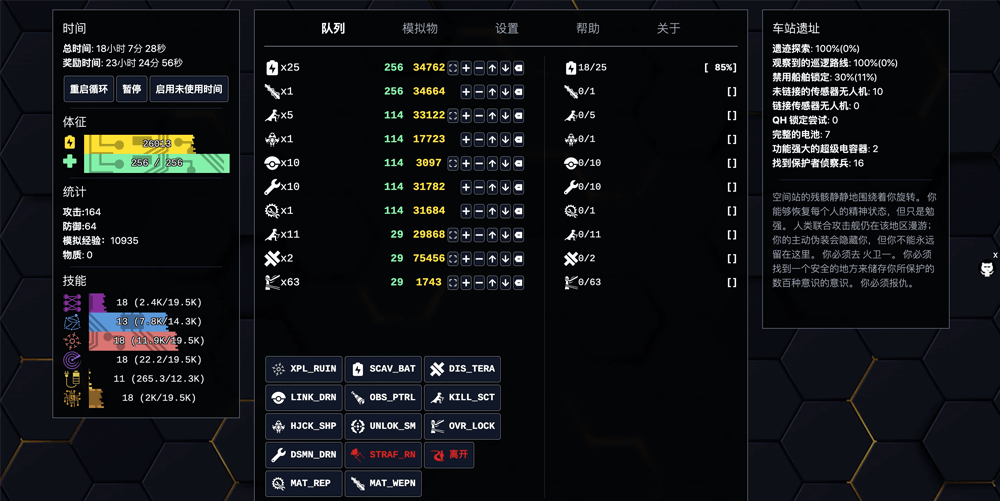 时间
总时间: 18小时 7分 28秒
奖励时间: 23小时 24分 56秒
重启循环 暂停 启用未使用时间
体征
26013
256 / 256
统计
攻击:164
防御:64
模拟经验: 10935
物质: 0
技能
18 (2.4K/19.5K)
13 (7.8K/14.3K)
18 (11.9K/19.5K)
18 (22.2/19.5K)
11 (265.3/12.3K)
18 (2K/19.5K)
队列 模拟物 设置 帮助 关于
x25 256 34762 18/25 [ 85%]
x1 256 34664 0/1 []
x5 114 33122 0/5 []
x1 114 17723 0/1 []
x10 114 3097 0/10 []
x10 114 31782 0/10 []
x1 114 31684 0/1 []
x11 29 29868 0/11 []
x2 29 75456 0/2 []
x63 29 1743 0/63 []
XPL_RUIN SCAV_BAT DIS_TERA
LINK_DRN OBS_PTRL KILL_SCT
HJCK_SHP UNLOK_SM OVR_LOCK
DSMN_DRN STRAF_RN 离开
MAT_REP MAT_WEPN
车站遗址
遗迹探索: 100%(0%)
观察到的巡逻路线: 100%(0%)
禁用船舶锁定: 30%(11%)
未链接的传感器无人机: 10
链接传感器无人机: 0
QH 锁定尝试: 0
完整的电池: 7
功能强大的超级电容器: 2
找到保护者侦察兵: 16
空间站的残骸静静地围绕着你旋转。 你
能够恢复每个人的精神状态，但只是勉
强。 人类联合攻击舰仍在该地区漫游；
你的主动伪装会隐藏你，但你不能永远
留在这里。 你必须去 火卫一。 你必须
找到一个安全的地方来储存你所保护的
数百种意识的意识。 你必须报仇。
x